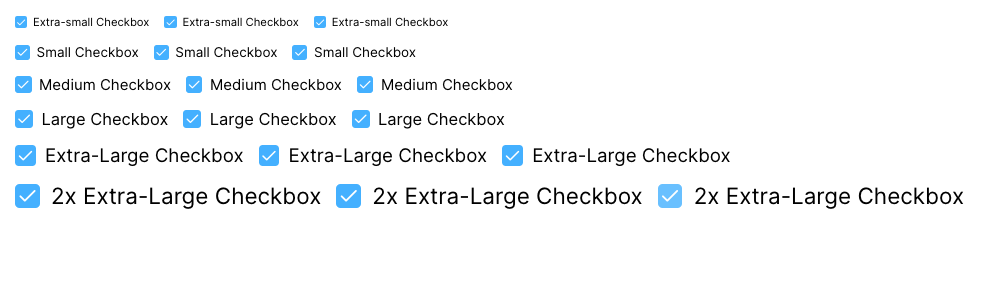 Extra-small Checkbox Extra-small Checkbox Extra-small Checkbox
Small Checkbox Small Checkbox Small Checkbox
Medium Checkbox Medium Checkbox Medium Checkbox
Large Checkbox Large Checkbox Large Checkbox
Extra-Large Checkbox Extra-Large Checkbox Extra-Large Checkbox
2x Extra-Large Checkbox 2x Extra-Large Checkbox 2x Extra-Large Checkbox